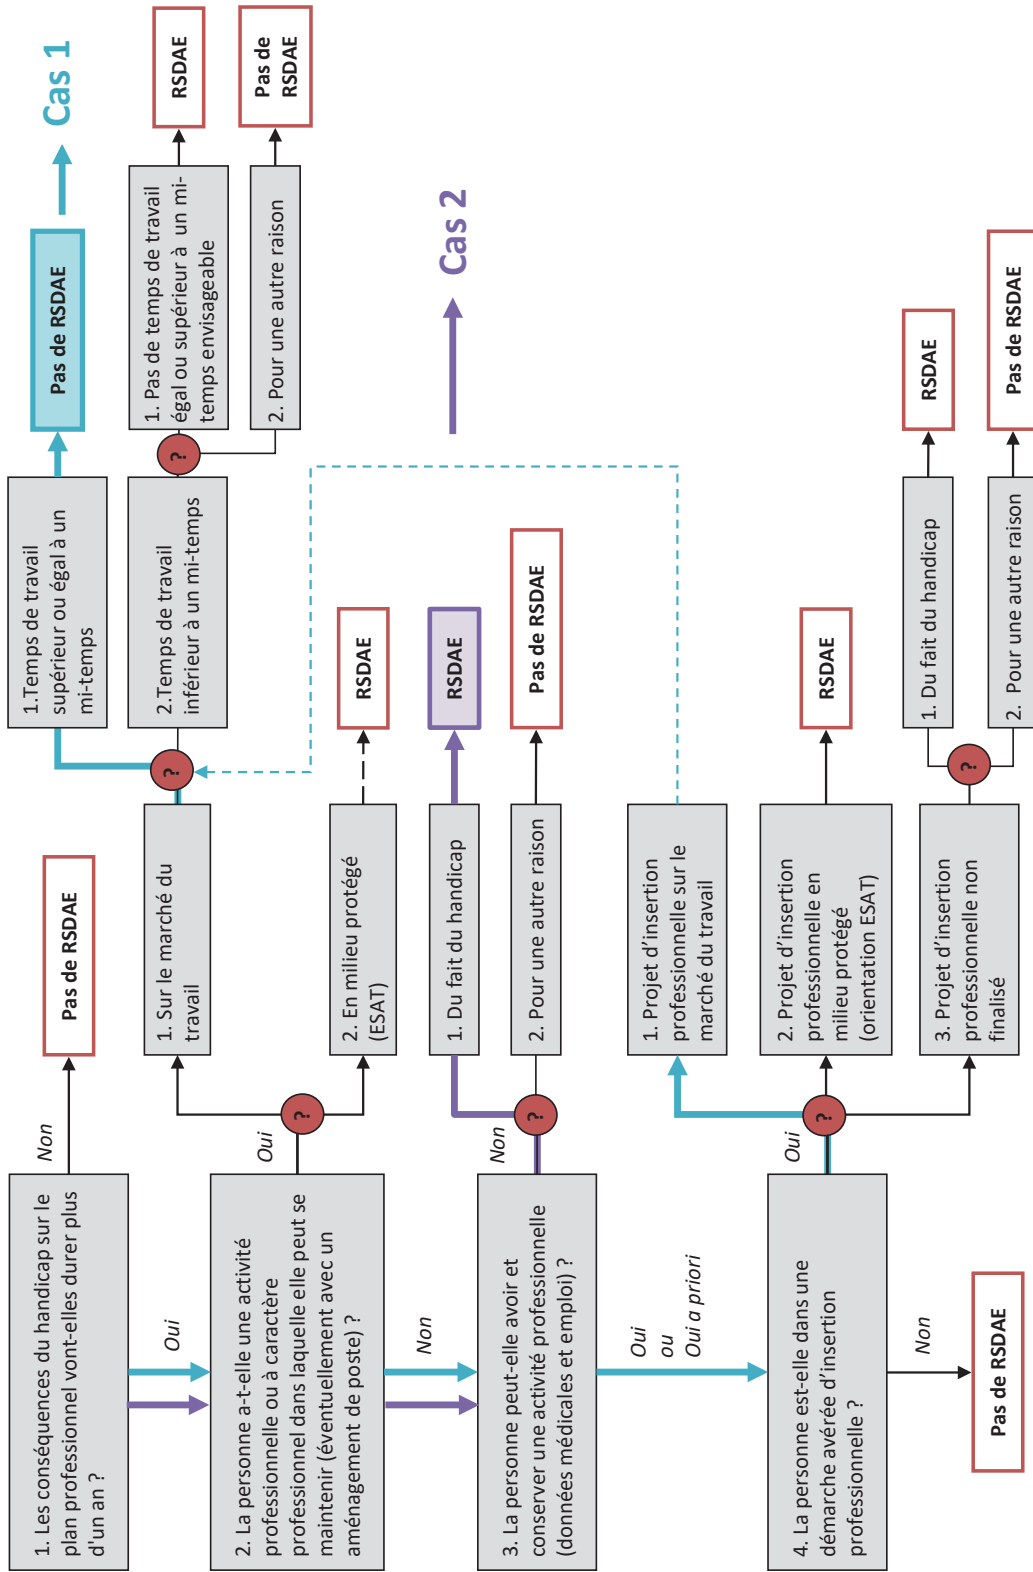 1. Les conséquences du handicap sur le
plan professionnel vont-elles durer plus
d'un an ?
Non
Pas de RSDAE
Oui
2. La personne a-t-elle une activité
professionnelle ou à caractère
professionnel dans laquelle elle peut se
maintenir (éventuellement avec un
aménagement de poste) ?
Oui
?
1. Sur le marché du
travail
?
1.Temps de travail
supérieur ou égal à un
mi-temps
Pas de RSDAE
Cas 1
2.Temps de travail
inférieur à un mi-temps
?
1. Pas de temps de travail
égal ou supérieur à un mi-
temps envisageable
RSDAE
2. Pour une autre raison
Pas de
RSDAE
2. En milieu protégé
(ESAT)
RSDAE
Non
3. La personne peut-elle avoir et
conserver une activité professionnelle
(données médicales et emploi) ?
Non
?
1. Du fait du handicap
RSDAE
Cas 2
2. Pour une autre raison
Pas de RSDAE
Oui
ou
Oui a priori
4. La personne est-elle dans une
démarche avérée d'insertion
professionnelle ?
Oui
?
1. Projet d'insertion
professionnelle sur le
marché du travail
2. Projet d'insertion
professionnelle en
milieu protégé
(orientation ESAT)
RSDAE
3. Projet d'insertion
professionnelle non
finalisé
?
1. Du fait du handicap
RSDAE
2. Pour une autre raison
Pas de RSDAE
Non
Pas de RSDAE